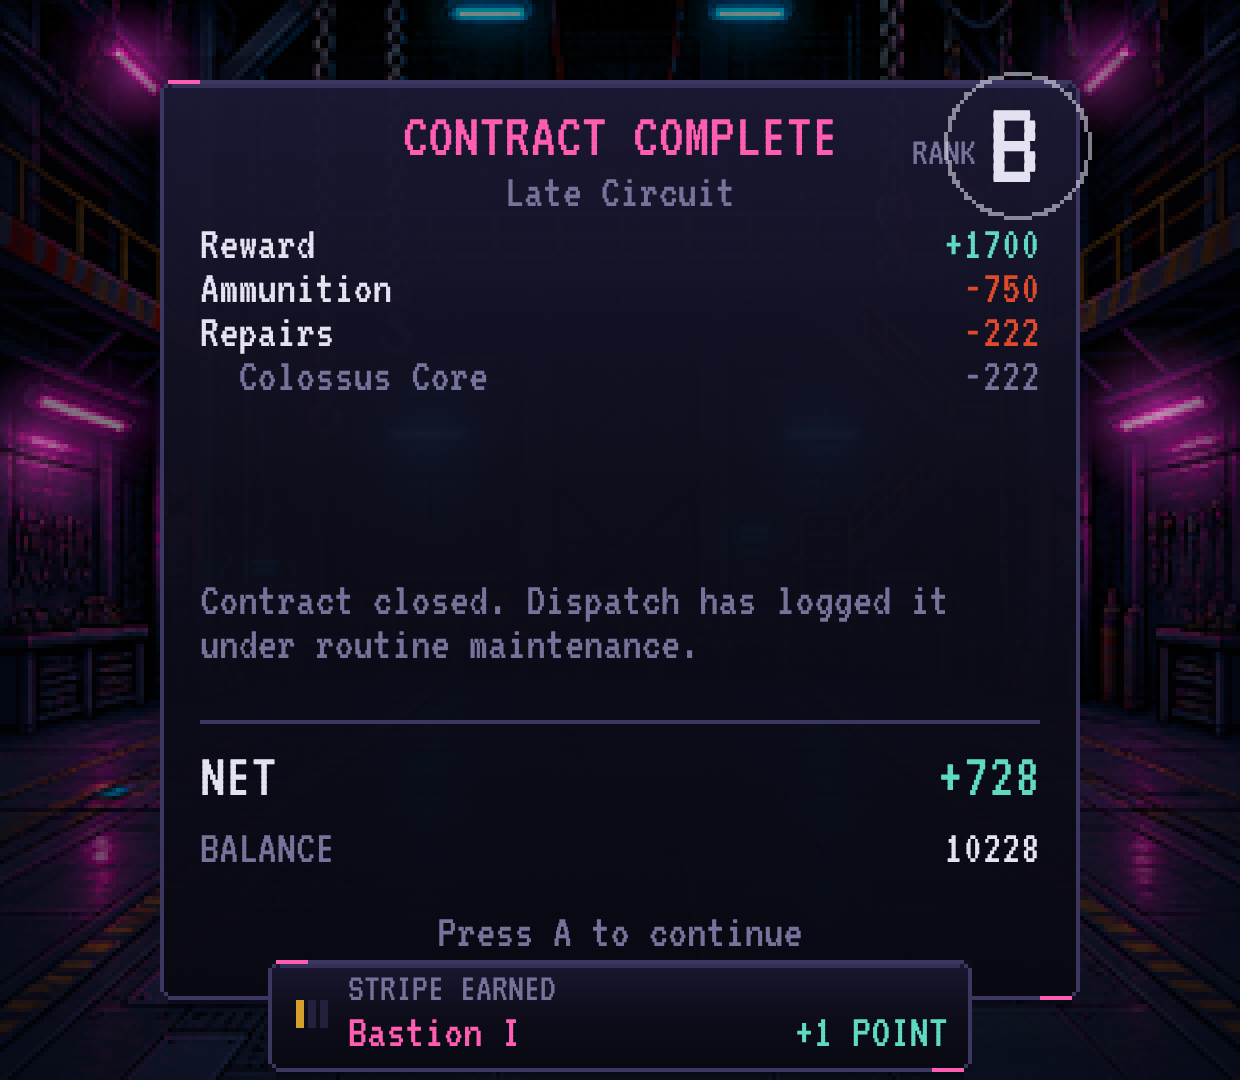 CONTRACT COMPLETE
RANK B
Late Circuit
Reward +1700
Ammunition -750
Repairs -222
Colossus Core -222
Contract closed. Dispatch has logged it
under routine maintenance.
NET +728
BALANCE 10228
Press A to continue
STRIPE EARNED
Bastion I +1 POINT